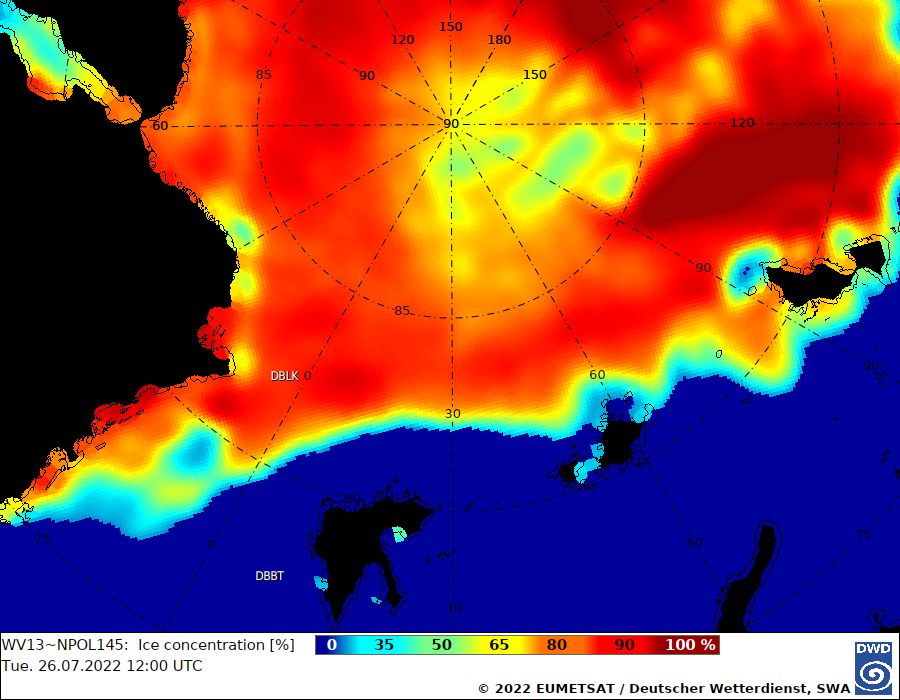 150
120 180
85 90 150
60 90 120
90
85
DBLK 0 60 90
30
80
75 0 60 75
DBBT
30
WV13~NPOL145: Ice concentration [%] 0 35 50 65 80 90 100 %
Tue. 26.07.2022 12:00 UTC
DWD
© 2022 EUMETSAT / Deutscher Wetterdienst, SWA